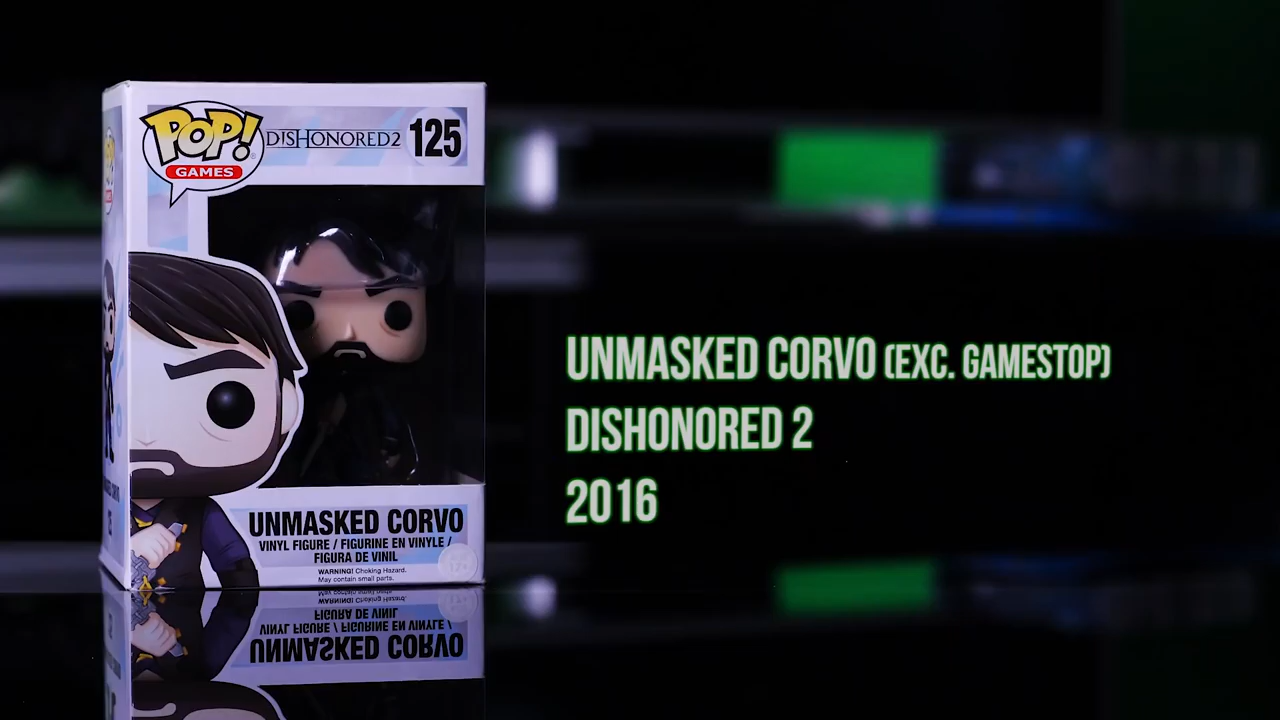 POP!
GAMES
DISHONORED2
125
UNMASKED CORVO
VINYL FIGURE / FIGURINE EN VINYLE /
FIGURA DE VINIL
WARNING! Choking Hazard.
May contain small parts.
UNMASKED CORVO (EXC. GAMESTOP)
DISHONORED 2
2016